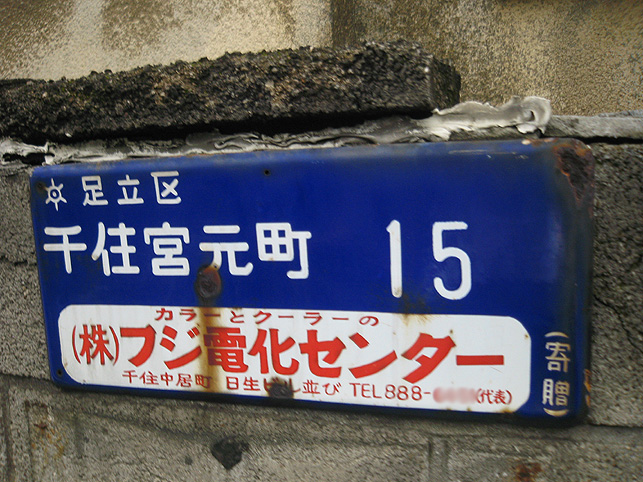 足立区
千住宮元町 15
カラーとクーラーの
(株)フジ電化センター
千住中居町 日生 し並び TEL888- (代表)
(寄贈)